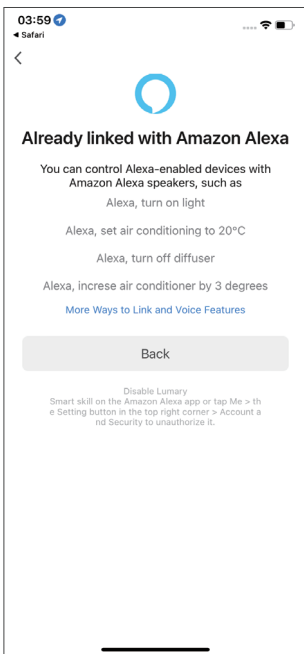 03:59
◀ Safari
Already linked with Amazon Alexa
You can control Alexa-enabled devices with
Amazon Alexa speakers, such as
Alexa, turn on light
Alexa, set air conditioning to 20°C
Alexa, turn off diffuser
Alexa, increse air conditioner by 3 degrees
More Ways to Link and Voice Features
Back
Disable Lumary
Smart skill on the Amazon Alexa app or tap Me > th
e Setting button in the top right corner > Account a
nd Security to unauthorize it.